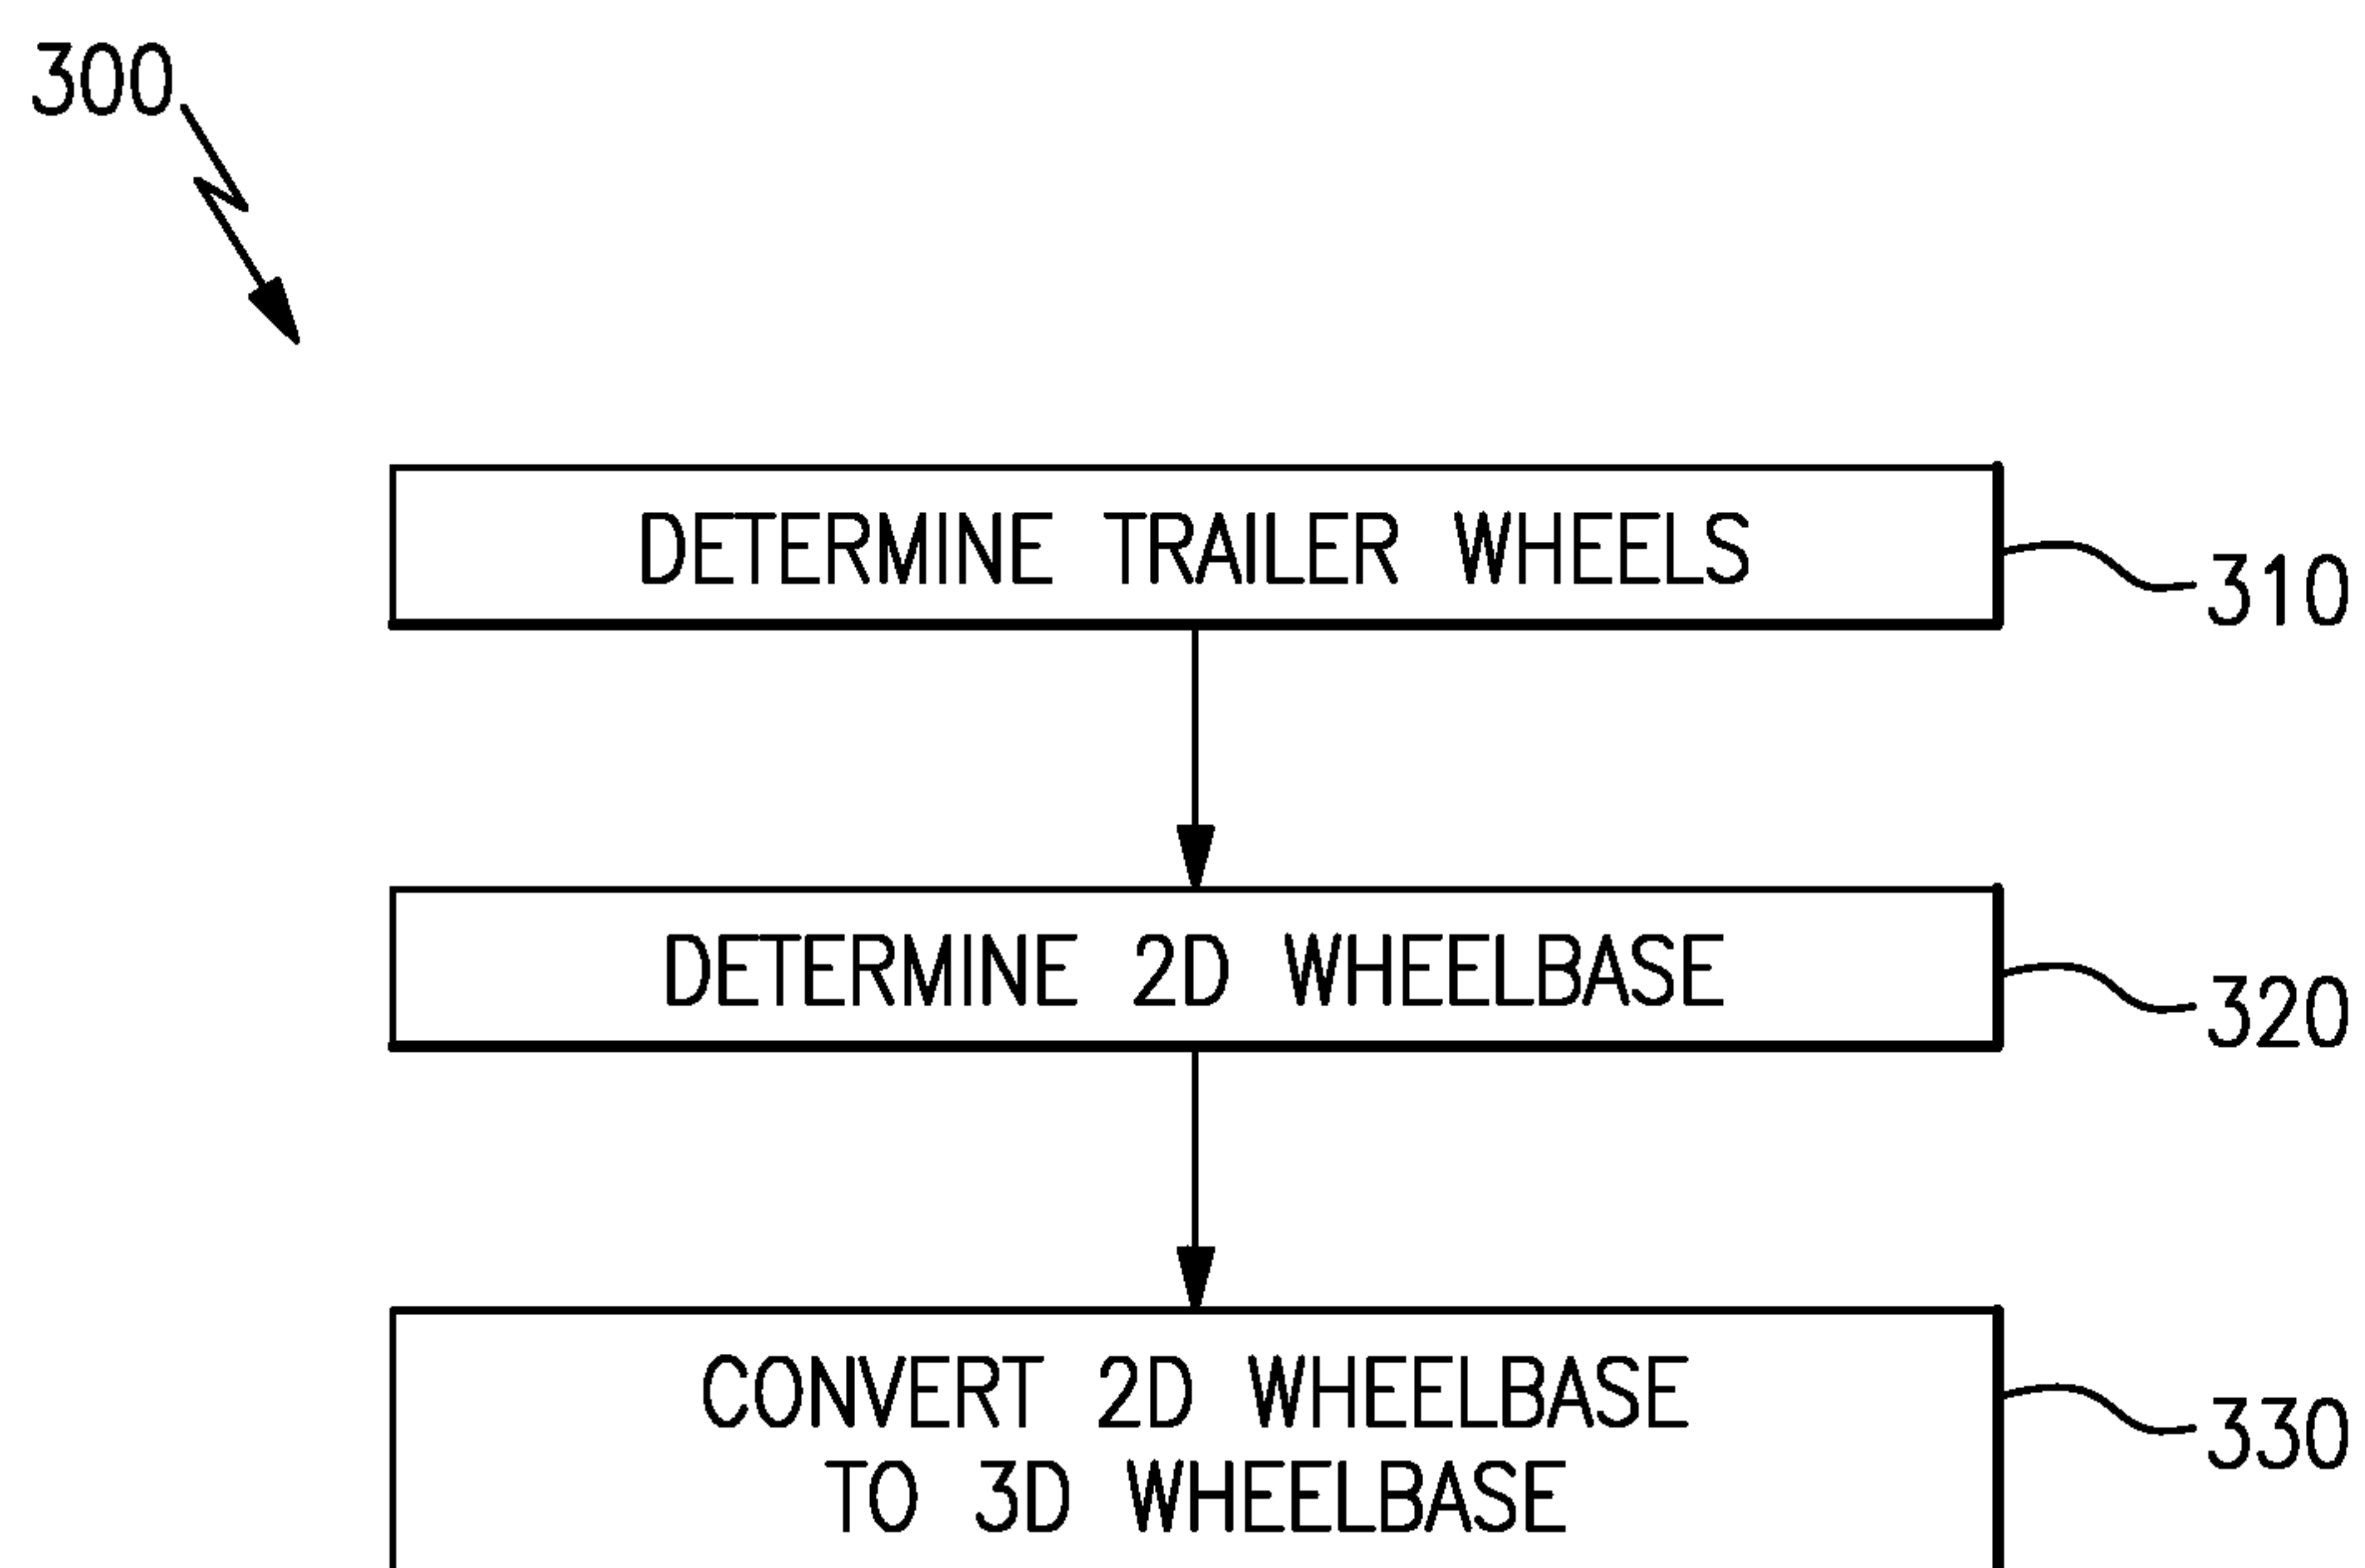 300
DETERMINE TRAILER WHEELS
310
DETERMINE 2D WHEELBASE
320
CONVERT 2D WHEELBASE
TO 3D WHEELBASE
330